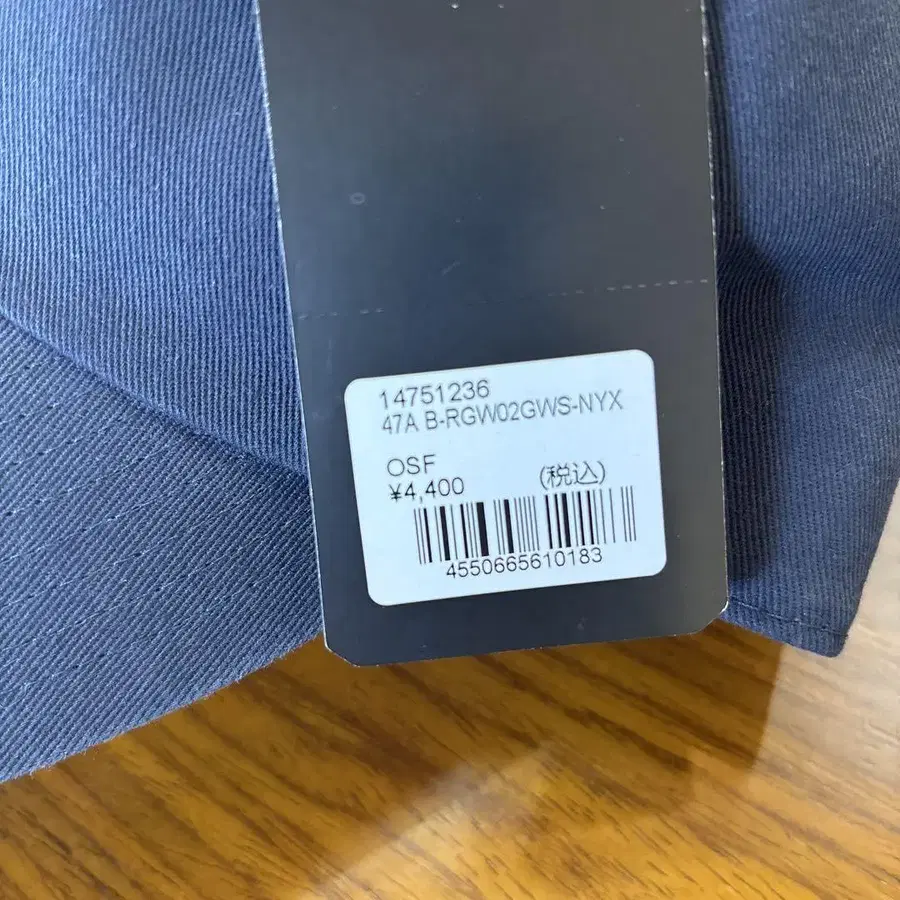 14751236
47A B-RGW02GWS-NYX
OSF
¥4,400 (税込)
4550665610183